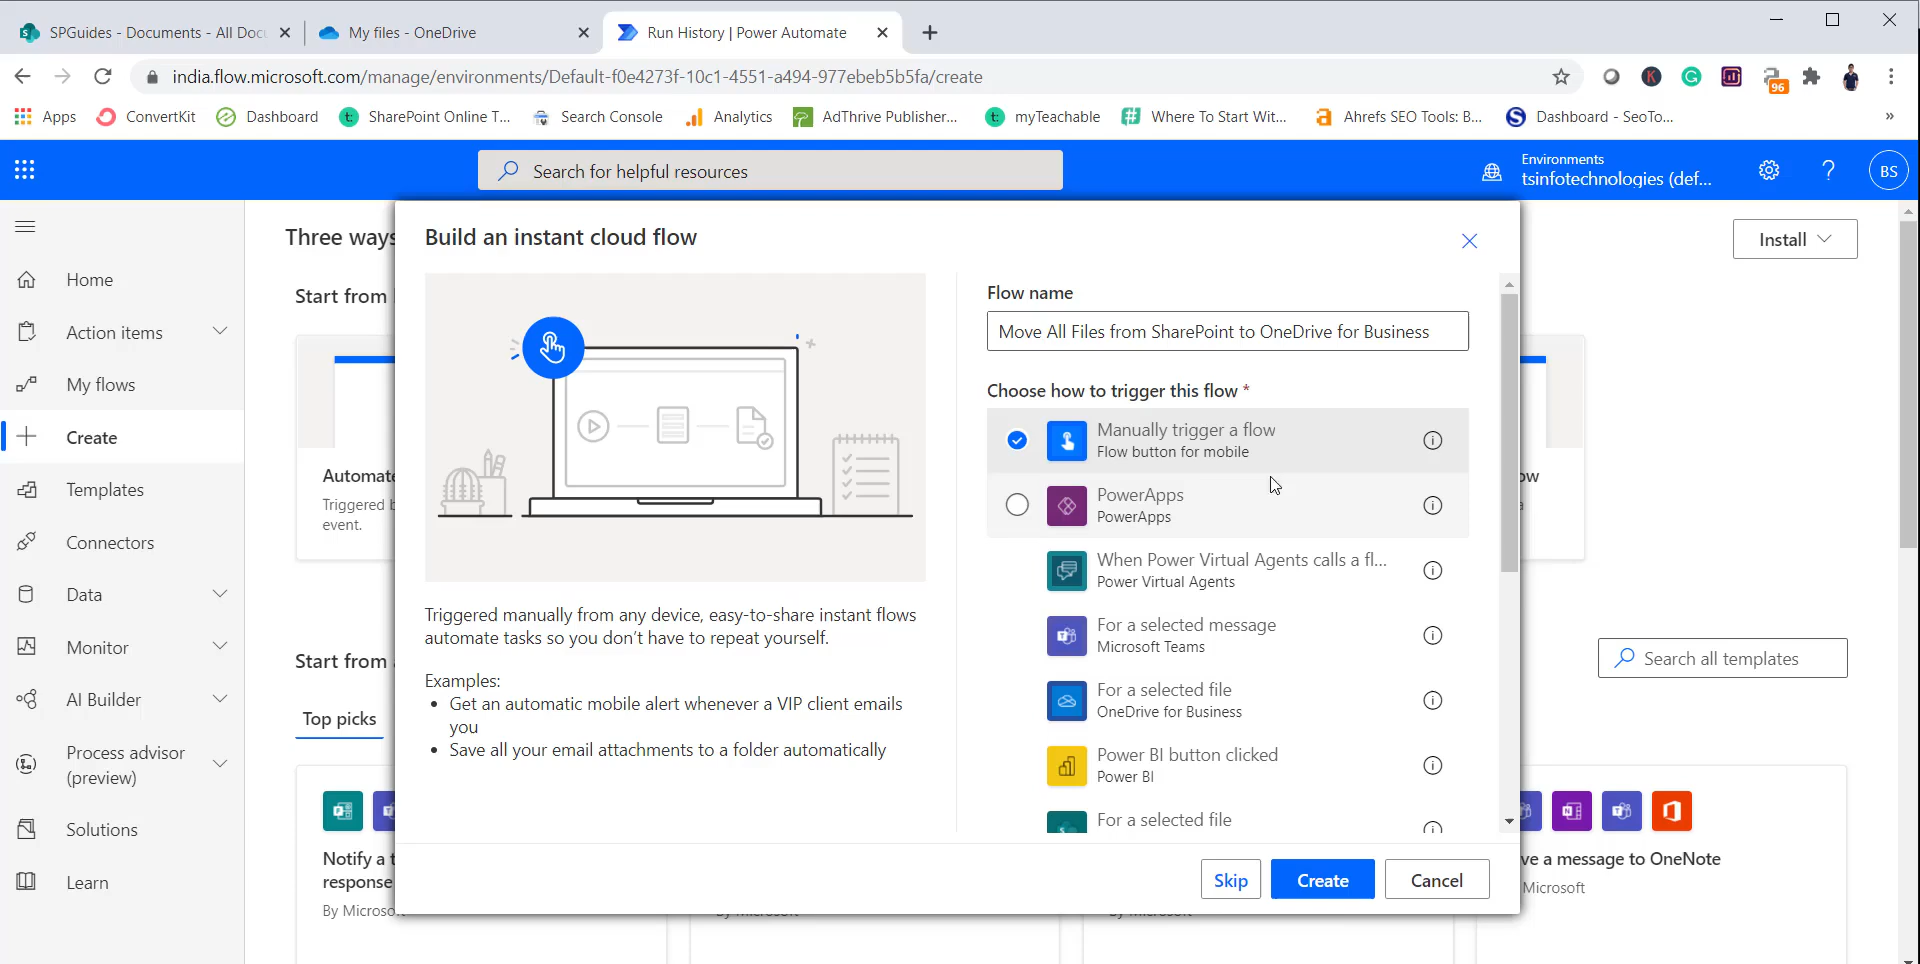 SPGuides - Documents - All Docu
My files - OneDrive
Run History | Power Automate
india.flow.microsoft.com/manage/environments/Default-f0e4273f-10c1-4551-a494-977ebeb5b5fa/create
K
G
96
Apps
ConvertKit
Dashboard
SharePoint Online T...
Search Console
Analytics
AdThrive Publisher...
myTeachable
Where To Start Wit...
Ahrefs SEO Tools: B...
Dashboard - SeoTo...
»
Search for helpful resources
Environments
tsinfotechnologies (def...
?
BS
Home
Action items
My flows
Create
Templates
Connectors
Data
Monitor
AI Builder
Process advisor
(preview)
Solutions
Learn
Three ways
Install
Start from
Automate
Triggered b
event.
ow
a
Start from a
Search all templates
Top picks
Notify a t
response
By Microsoft
By Microsoft
By Microsoft
ve a message to OneNote
Microsoft
Build an instant cloud flow
Triggered manually from any device, easy-to-share instant flows
automate tasks so you don’t have to repeat yourself.
Examples:
• Get an automatic mobile alert whenever a VIP client emails
you
• Save all your email attachments to a folder automatically
Flow name
Move All Files from SharePoint to OneDrive for Business
Choose how to trigger this flow *
Manually trigger a flow
Flow button for mobile
PowerApps
PowerApps
When Power Virtual Agents calls a fl...
Power Virtual Agents
For a selected message
Microsoft Teams
For a selected file
OneDrive for Business
Power BI button clicked
Power BI
For a selected file
Skip
Create
Cancel